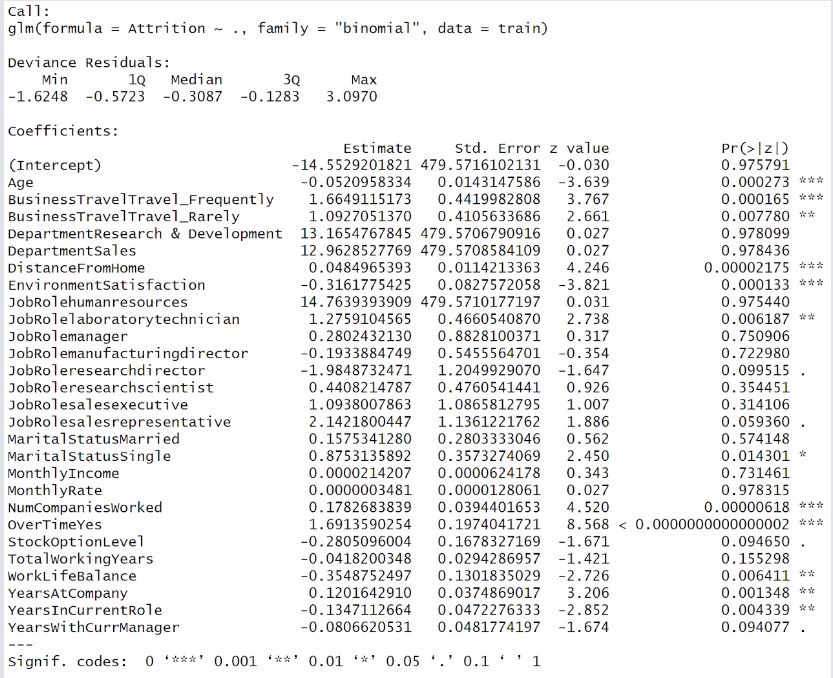 Call:
glm(formula = Attrition ~ ., family = "binomial", data = train)
Deviance Residuals:
Min 1Q Median 3Q Max
-1.6248 -0.5723 -0.3087 -0.1283 3.0970
Coefficients:
Estimate Std. Error z value Pr(>|z|)
(Intercept) -14.5529201821 479.5716102131 -0.030 0.975791
Age -0.0520958334 0.0143147586 -3.639 0.000273 ***
BusinessTravelTravel_Frequently 1.6649115173 0.4419982808 3.767 0.000165 ***
BusinessTravelTravel_Rarely 1.0927051370 0.4105633686 2.661 0.007780 **
DepartmentResearch & Development 13.1654767845 479.5706790916 0.027 0.978099
DepartmentSales 12.9628527769 479.5708584109 0.027 0.978436
DistanceFromHome 0.0484965393 0.0114213363 4.246 0.00002175 ***
EnvironmentSatisfaction -0.3161775425 0.0827572058 -3.821 0.000133 ***
JobRolehumanresources 14.7639393909 479.5710177197 0.031 0.975440
JobRolelaboratorytechnician 1.2759104565 0.4660540870 2.738 0.006187 **
JobRolemanager 0.2802432130 0.8828100371 0.317 0.750906
JobRolemanufacturingdirector -0.1933884749 0.5455564701 -0.354 0.722980
JobRoleresearchdirector -1.9848732471 1.2049929070 -1.647 0.099515 .
JobRoleresearchscientist 0.4408214787 0.4760541441 0.926 0.354451
JobRolesalesexecutive 1.0938007863 1.0865812795 1.007 0.314106
JobRolesalesrepresentative 2.1421800447 1.1361221762 1.886 0.059360 .
MaritalStatusMarried 0.1575341280 0.2803333046 0.562 0.574148
MaritalStatusSingle 0.8753135892 0.3573274069 2.450 0.014301 *
MonthlyIncome 0.0000214207 0.0000624178 0.343 0.731461
MonthlyRate 0.0000003481 0.0000128061 0.027 0.978315
NumCompaniesWorked 0.1782683839 0.0394401653 4.520 0.00000618 ***
OverTimeYes 1.6913590254 0.1974041721 8.568 < 0.0000000000000002 ***
StockOptionLevel -0.2805096004 0.1678327169 -1.671 0.094650 .
TotalWorkingYears -0.0418200348 0.0294286957 -1.421 0.155298
WorkLifeBalance -0.3548752497 0.1301835029 -2.726 0.006411 **
YearsAtCompany 0.1201642910 0.0374869017 3.206 0.001348 **
YearsInCurrentRole -0.1347112664 0.0472276333 -2.852 0.004339 **
YearsWithCurrManager -0.0806620531 0.0481774197 -1.674 0.094077 .
---
Signif. codes: 0 ‘***’ 0.001 ‘**’ 0.01 ‘*’ 0.05 ‘.’ 0.1 ‘ ’ 1